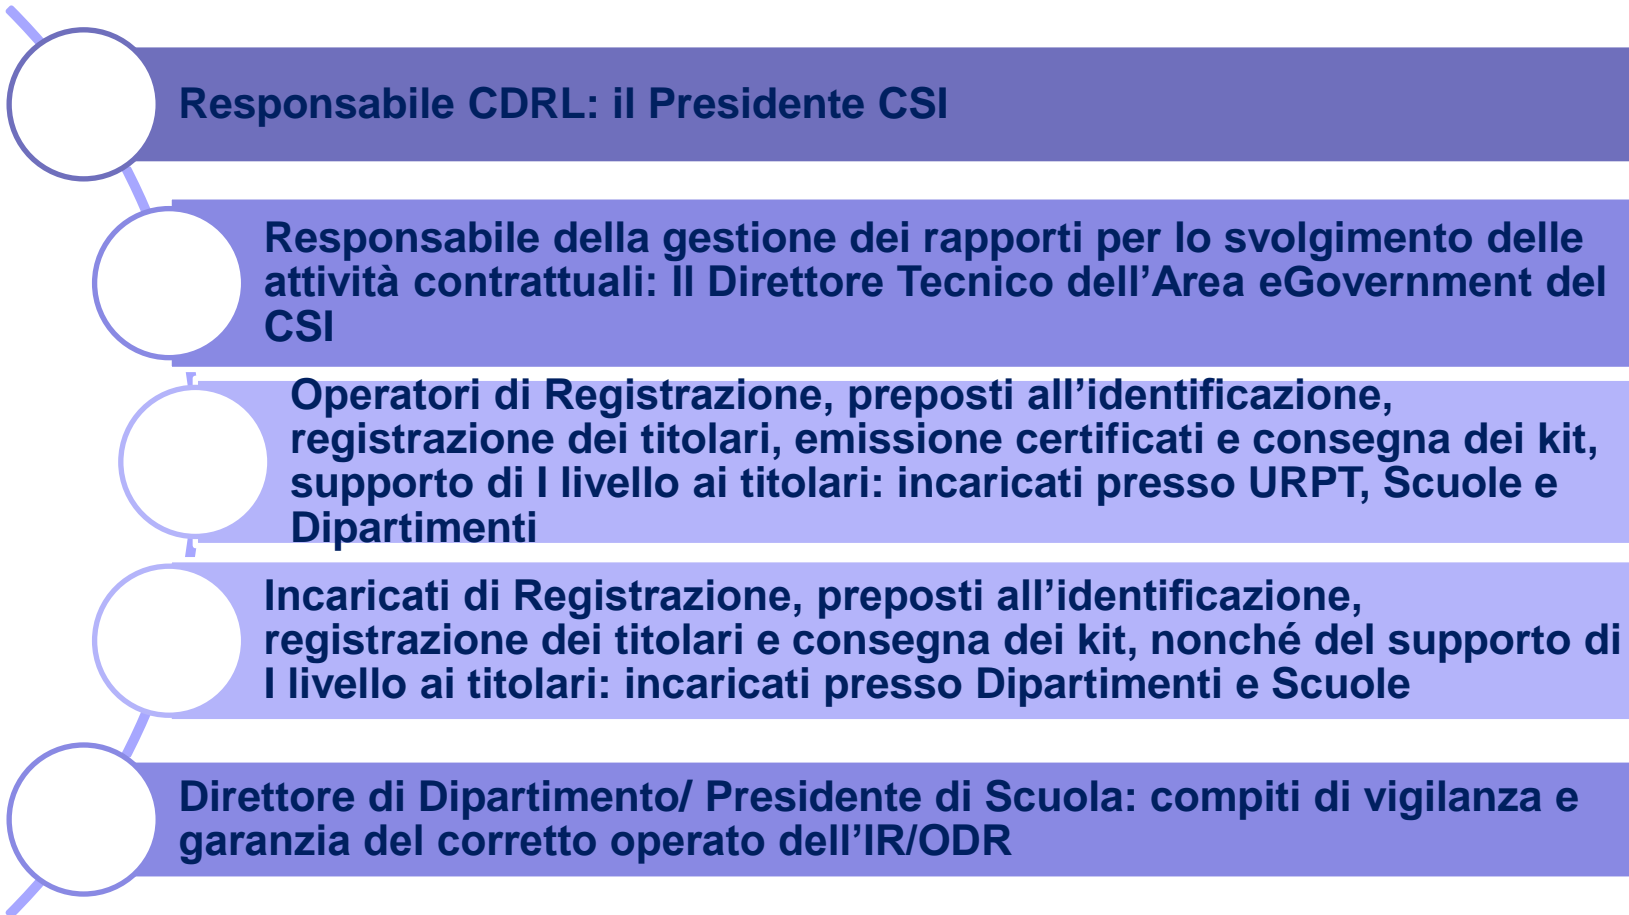 Responsabile CDRL: il Presidente CSI
Responsabile della gestione dei rapporti per lo svolgimento delle
attività contrattuali: Il Direttore Tecnico dell’Area eGovernment del
CSI
Operatori di Registrazione, preposti all’identificazione,
registrazione dei titolari, emissione certificati e consegna dei kit,
supporto di I livello ai titolari: incaricati presso URPT, Scuole e
Dipartimenti
Incaricati di Registrazione, preposti all’identificazione,
registrazione dei titolari e consegna dei kit, nonché del supporto di
I livello ai titolari: incaricati presso Dipartimenti e Scuole
Direttore di Dipartimento/ Presidente di Scuola: compiti di vigilanza e
garanzia del corretto operato dell’IR/ODR